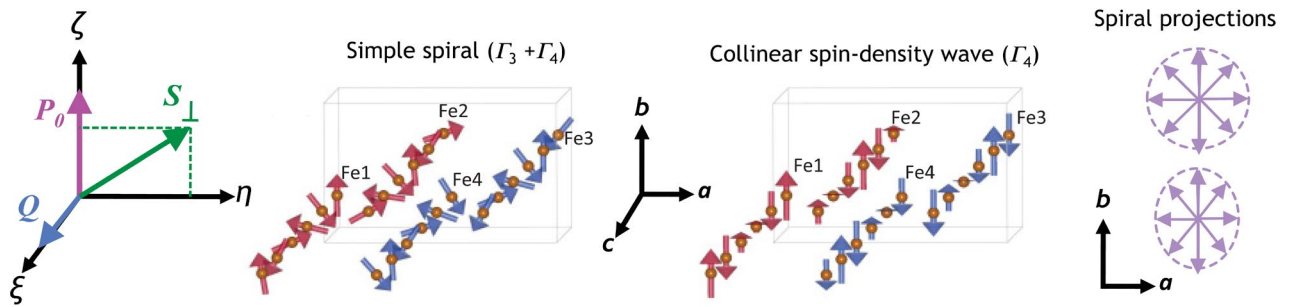 ζ
P₀
S⊥
Q
η
ξ
Simple spiral (Γ₃ +Γ₄)
Fe1
Fe2
Fe3
Fe4
b
a
c
Collinear spin-density wave (Γ₄)
Fe1
Fe2
Fe3
Fe4
Spiral projections
b
a